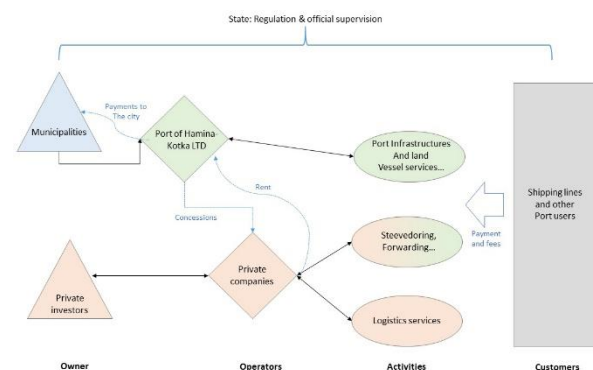 State: Regulation & official supervision
Payments to
The city
Municipalities
Port of Hamina-
Kotka LTD
Port Infrastructures
And land
Vessel services...
Rent
Concessions
Shipping lines
and other
Port users
Payment
and fees
Steevedoring,
Forwarding...
Private
companies
Private
investors
Logistics services
Owner
Operators
Activities
Customers